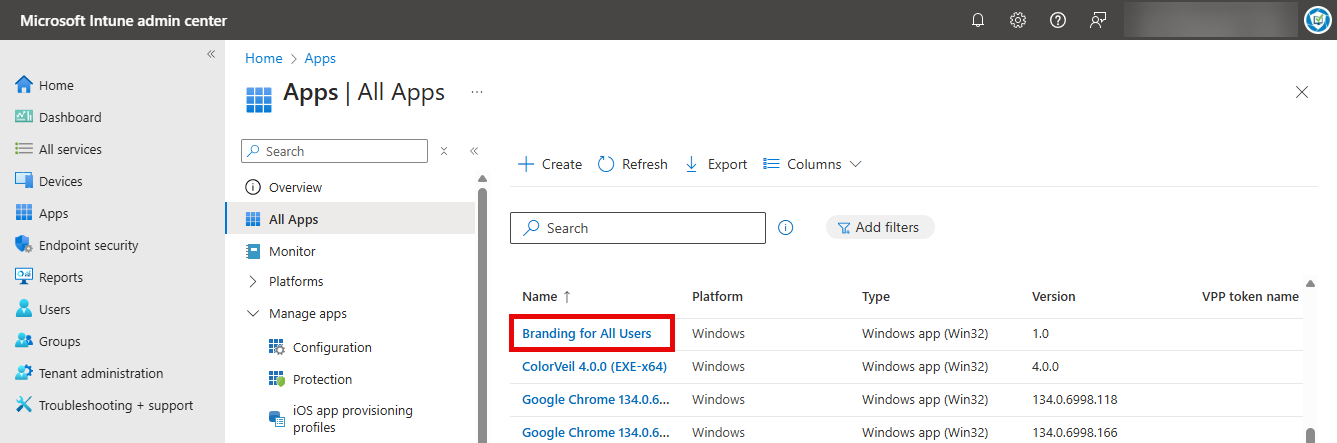 Microsoft Intune admin center
Home
Dashboard
All services
Devices
Apps
Endpoint security
Reports
Users
Groups
Tenant administration
Troubleshooting + support
Home > Apps
Apps | All Apps
Search
Overview
All Apps
Monitor
Platforms
Manage apps
Configuration
Protection
iOS app provisioning
profiles
Create Refresh Export Columns
Search
Add filters
Name ↑ Platform Type Version VPP token name
Branding for All Users Windows Windows app (Win32) 1.0
ColorVeil 4.0.0 (EXE-x64) Windows Windows app (Win32) 4.0.0
Google Chrome 134.0.6... Windows Windows app (Win32) 134.0.6998.118
Google Chrome 134.0.6... Windows Windows app (Win32) 134.0.6998.166